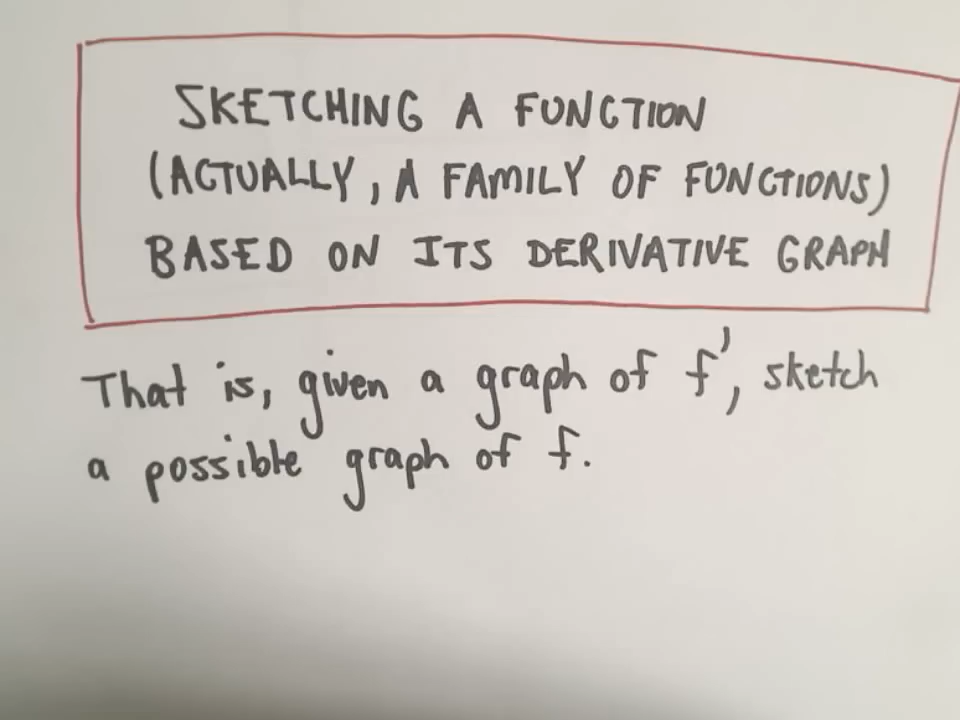 SKETCHING A FUNCTION
(ACTUALLY, A FAMILY OF FUNCTIONS)
BASED ON ITS DERIVATIVE GRAPH
That is, given a graph of f', sketch
a possible graph of f.